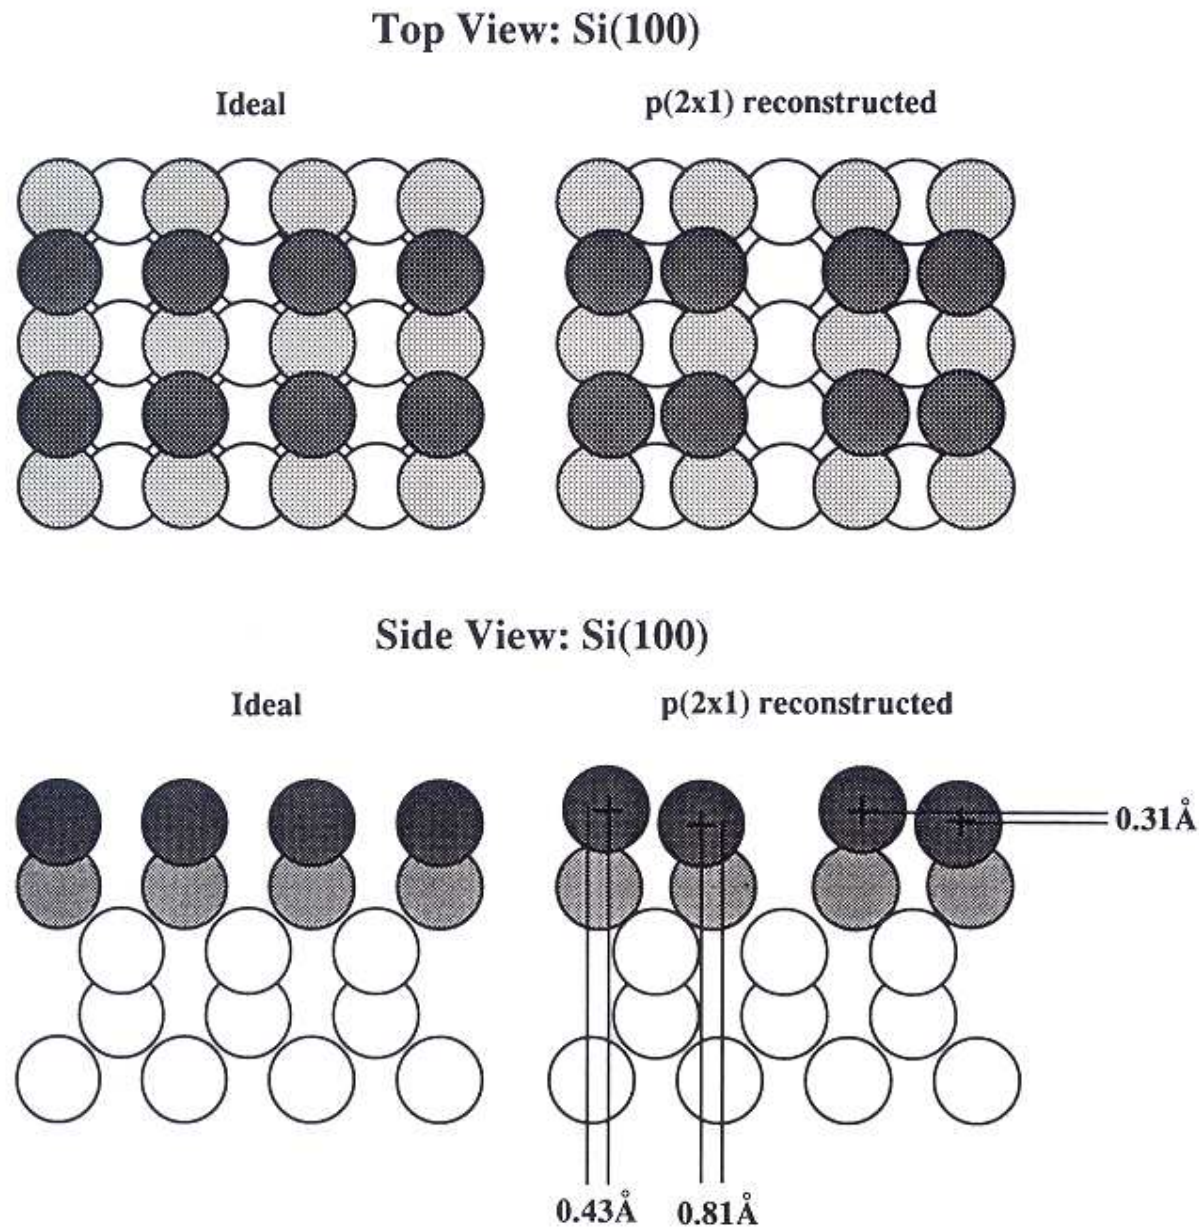 Top View: Si(100)
Ideal
p(2x1) reconstructed
Side View: Si(100)
Ideal
p(2x1) reconstructed
0.31Å
0.43Å
0.81Å